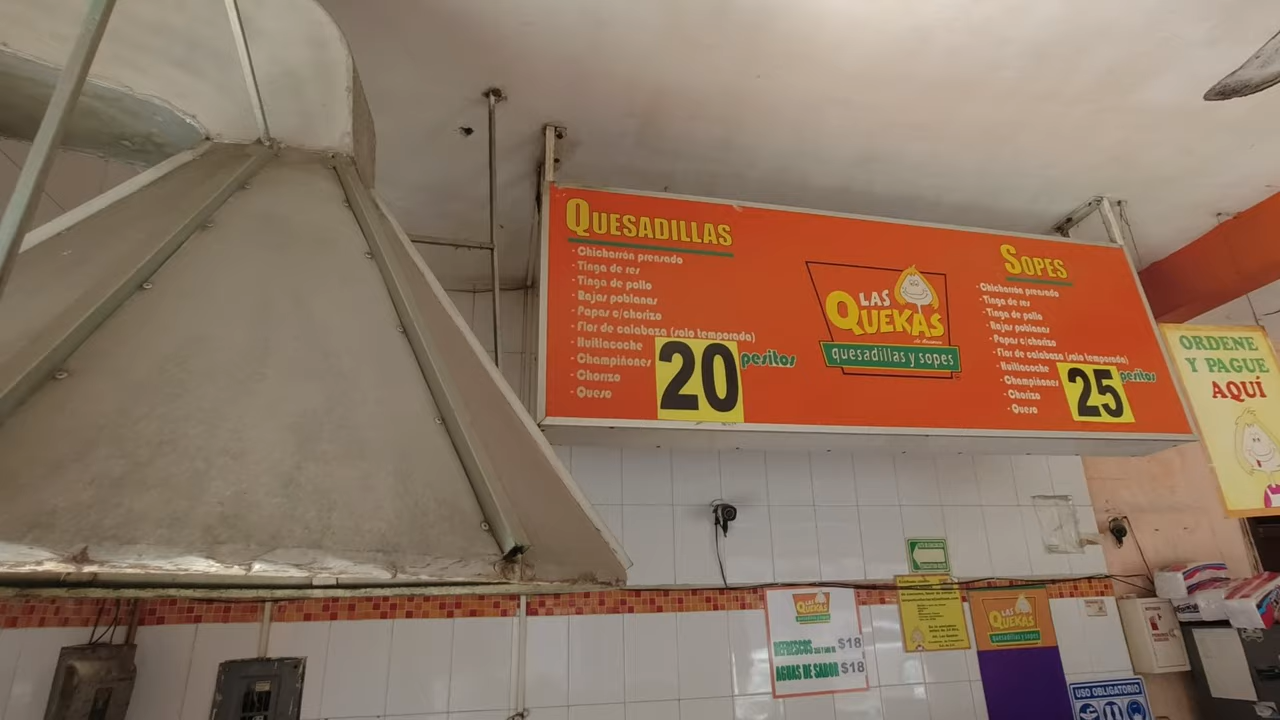 QUESADILLAS
- Chicharrón prensado
- Tinga de res
- Tinga de pollo
- Rajas poblanas
- Papas c/chorizo
- Flor de calabaza (solo temporada)
- Huitlacoche
- Champiñones
- Chorizo
- Queso
20 pesitos
LAS
QUEKAS
quesadillas y sopes
SOPES
- Chicharrón prensado
- Tinga de res
- Tinga de pollo
- Rajas poblanas
- Papas c/chorizo
- Flor de calabaza (solo temporada)
- Huitlacoche
- Champiñones
- Chorizo
- Queso
25 pesitos
ORDENE
Y PAGUE
AQUÍ
LAS
QUEKAS
REFRESCOS $18
AGUAS DE SABOR $18
LAS
QUEKAS
quesadillas y sopes
USO OBLIGATORIO